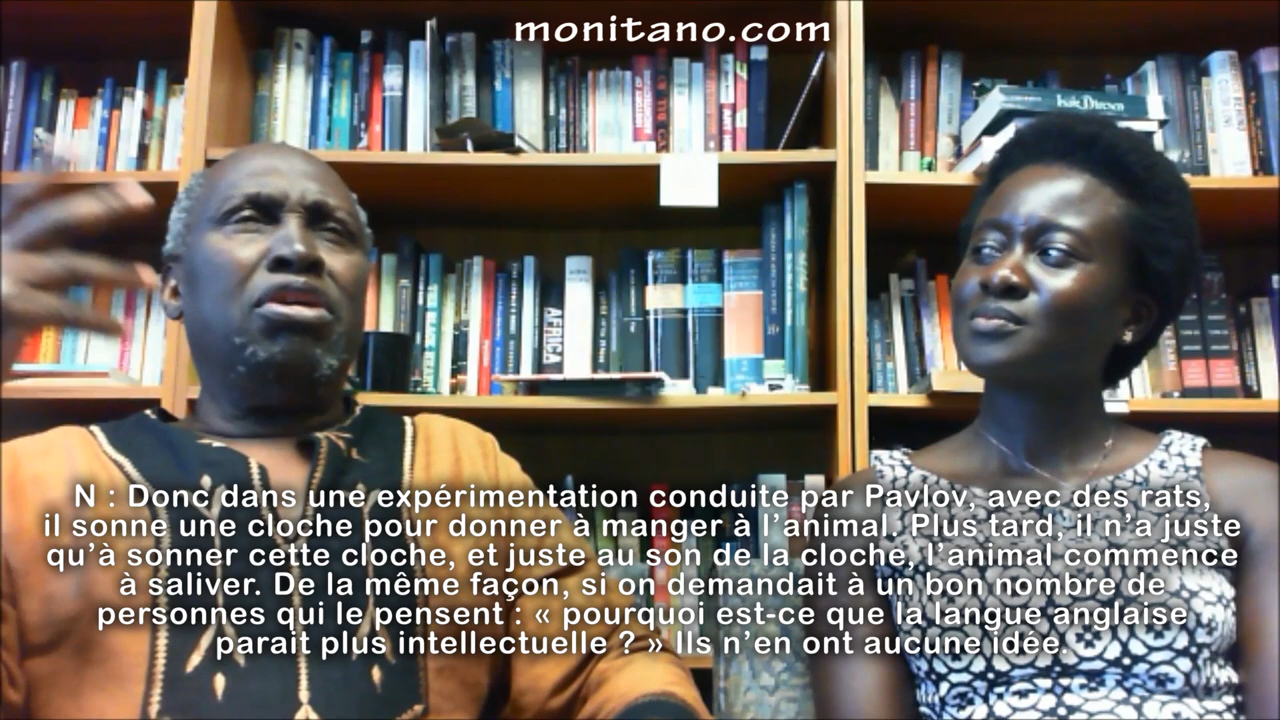 monitano.com
Isak Dinesen
AFRICA
N : Donc dans une expérimentation conduite par Pavlov, avec des rats,
il sonne une cloche pour donner à manger à l’animal. Plus tard, il n’a juste
qu’à sonner cette cloche, et juste au son de la cloche, l’animal commence
à saliver. De la même façon, si on demandait à un bon nombre de
personnes qui le pensent : « pourquoi est-ce que la langue anglaise
parait plus intellectuelle ? » Ils n’en ont aucune idée.